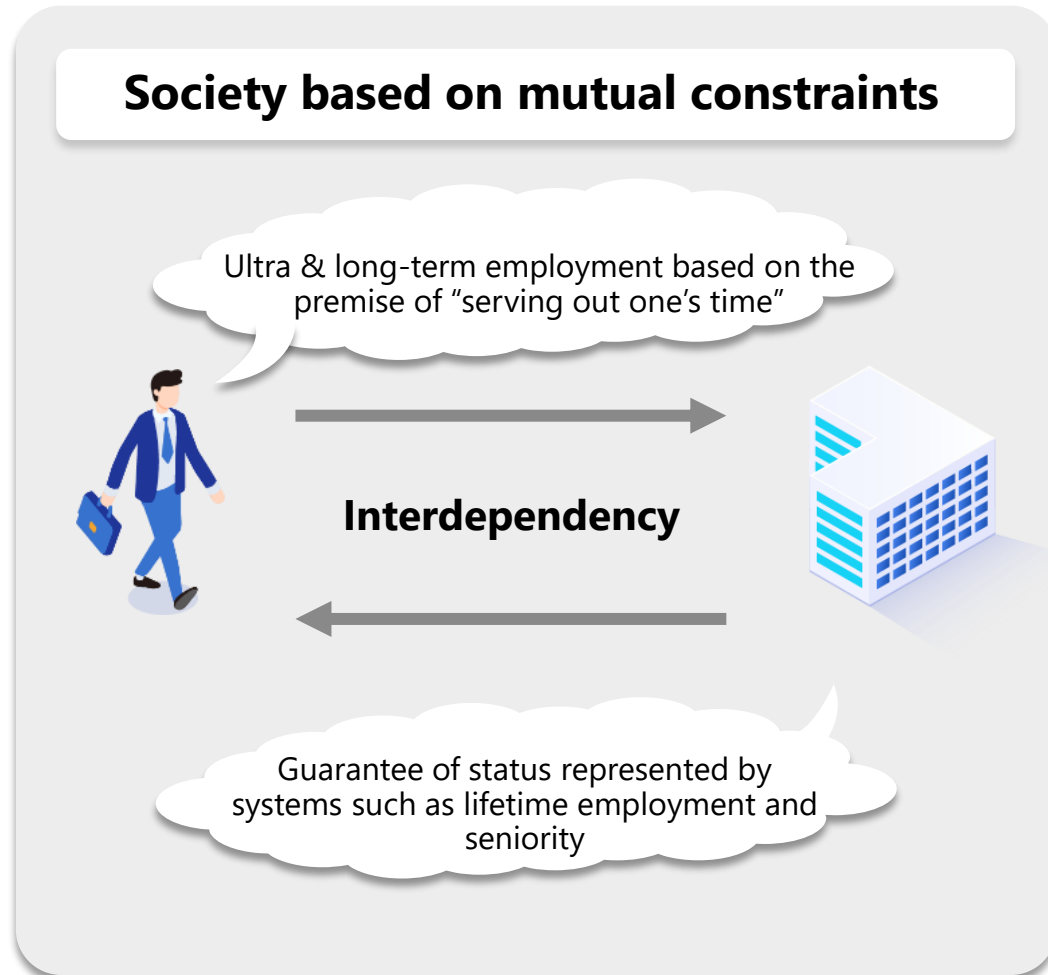 Society based on mutual constraints
Ultra & long-term employment based on the
premise of “serving out one’s time”
Interdependency
Guarantee of status represented by
systems such as lifetime employment and
seniority